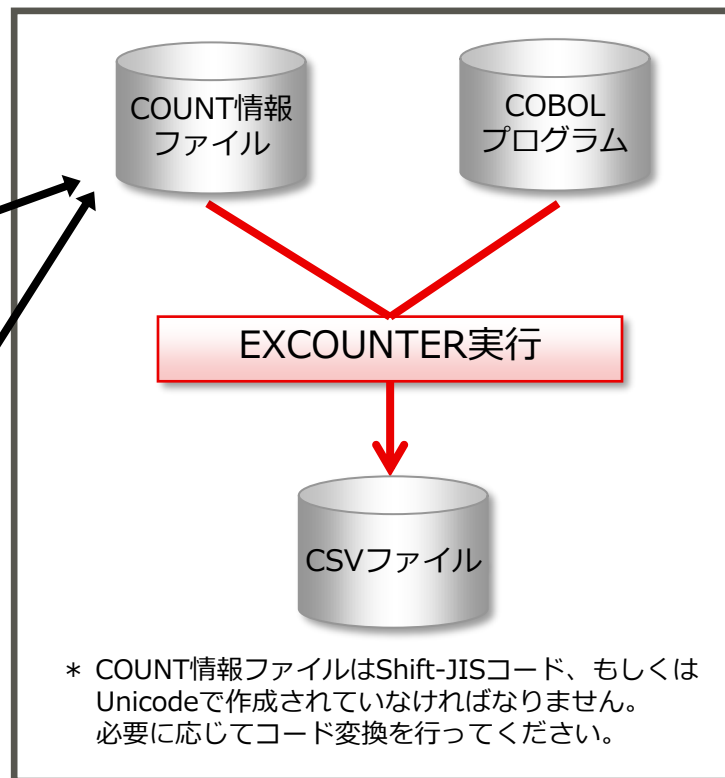 COUNT情報
ファイル
COBOL
プログラム
EXCOUNTER実行
CSVファイル
* COUNT情報ファイルはShift-JISコード、もしくは
Unicodeで作成されていなければなりません。
必要に応じてコード変換を行ってください。